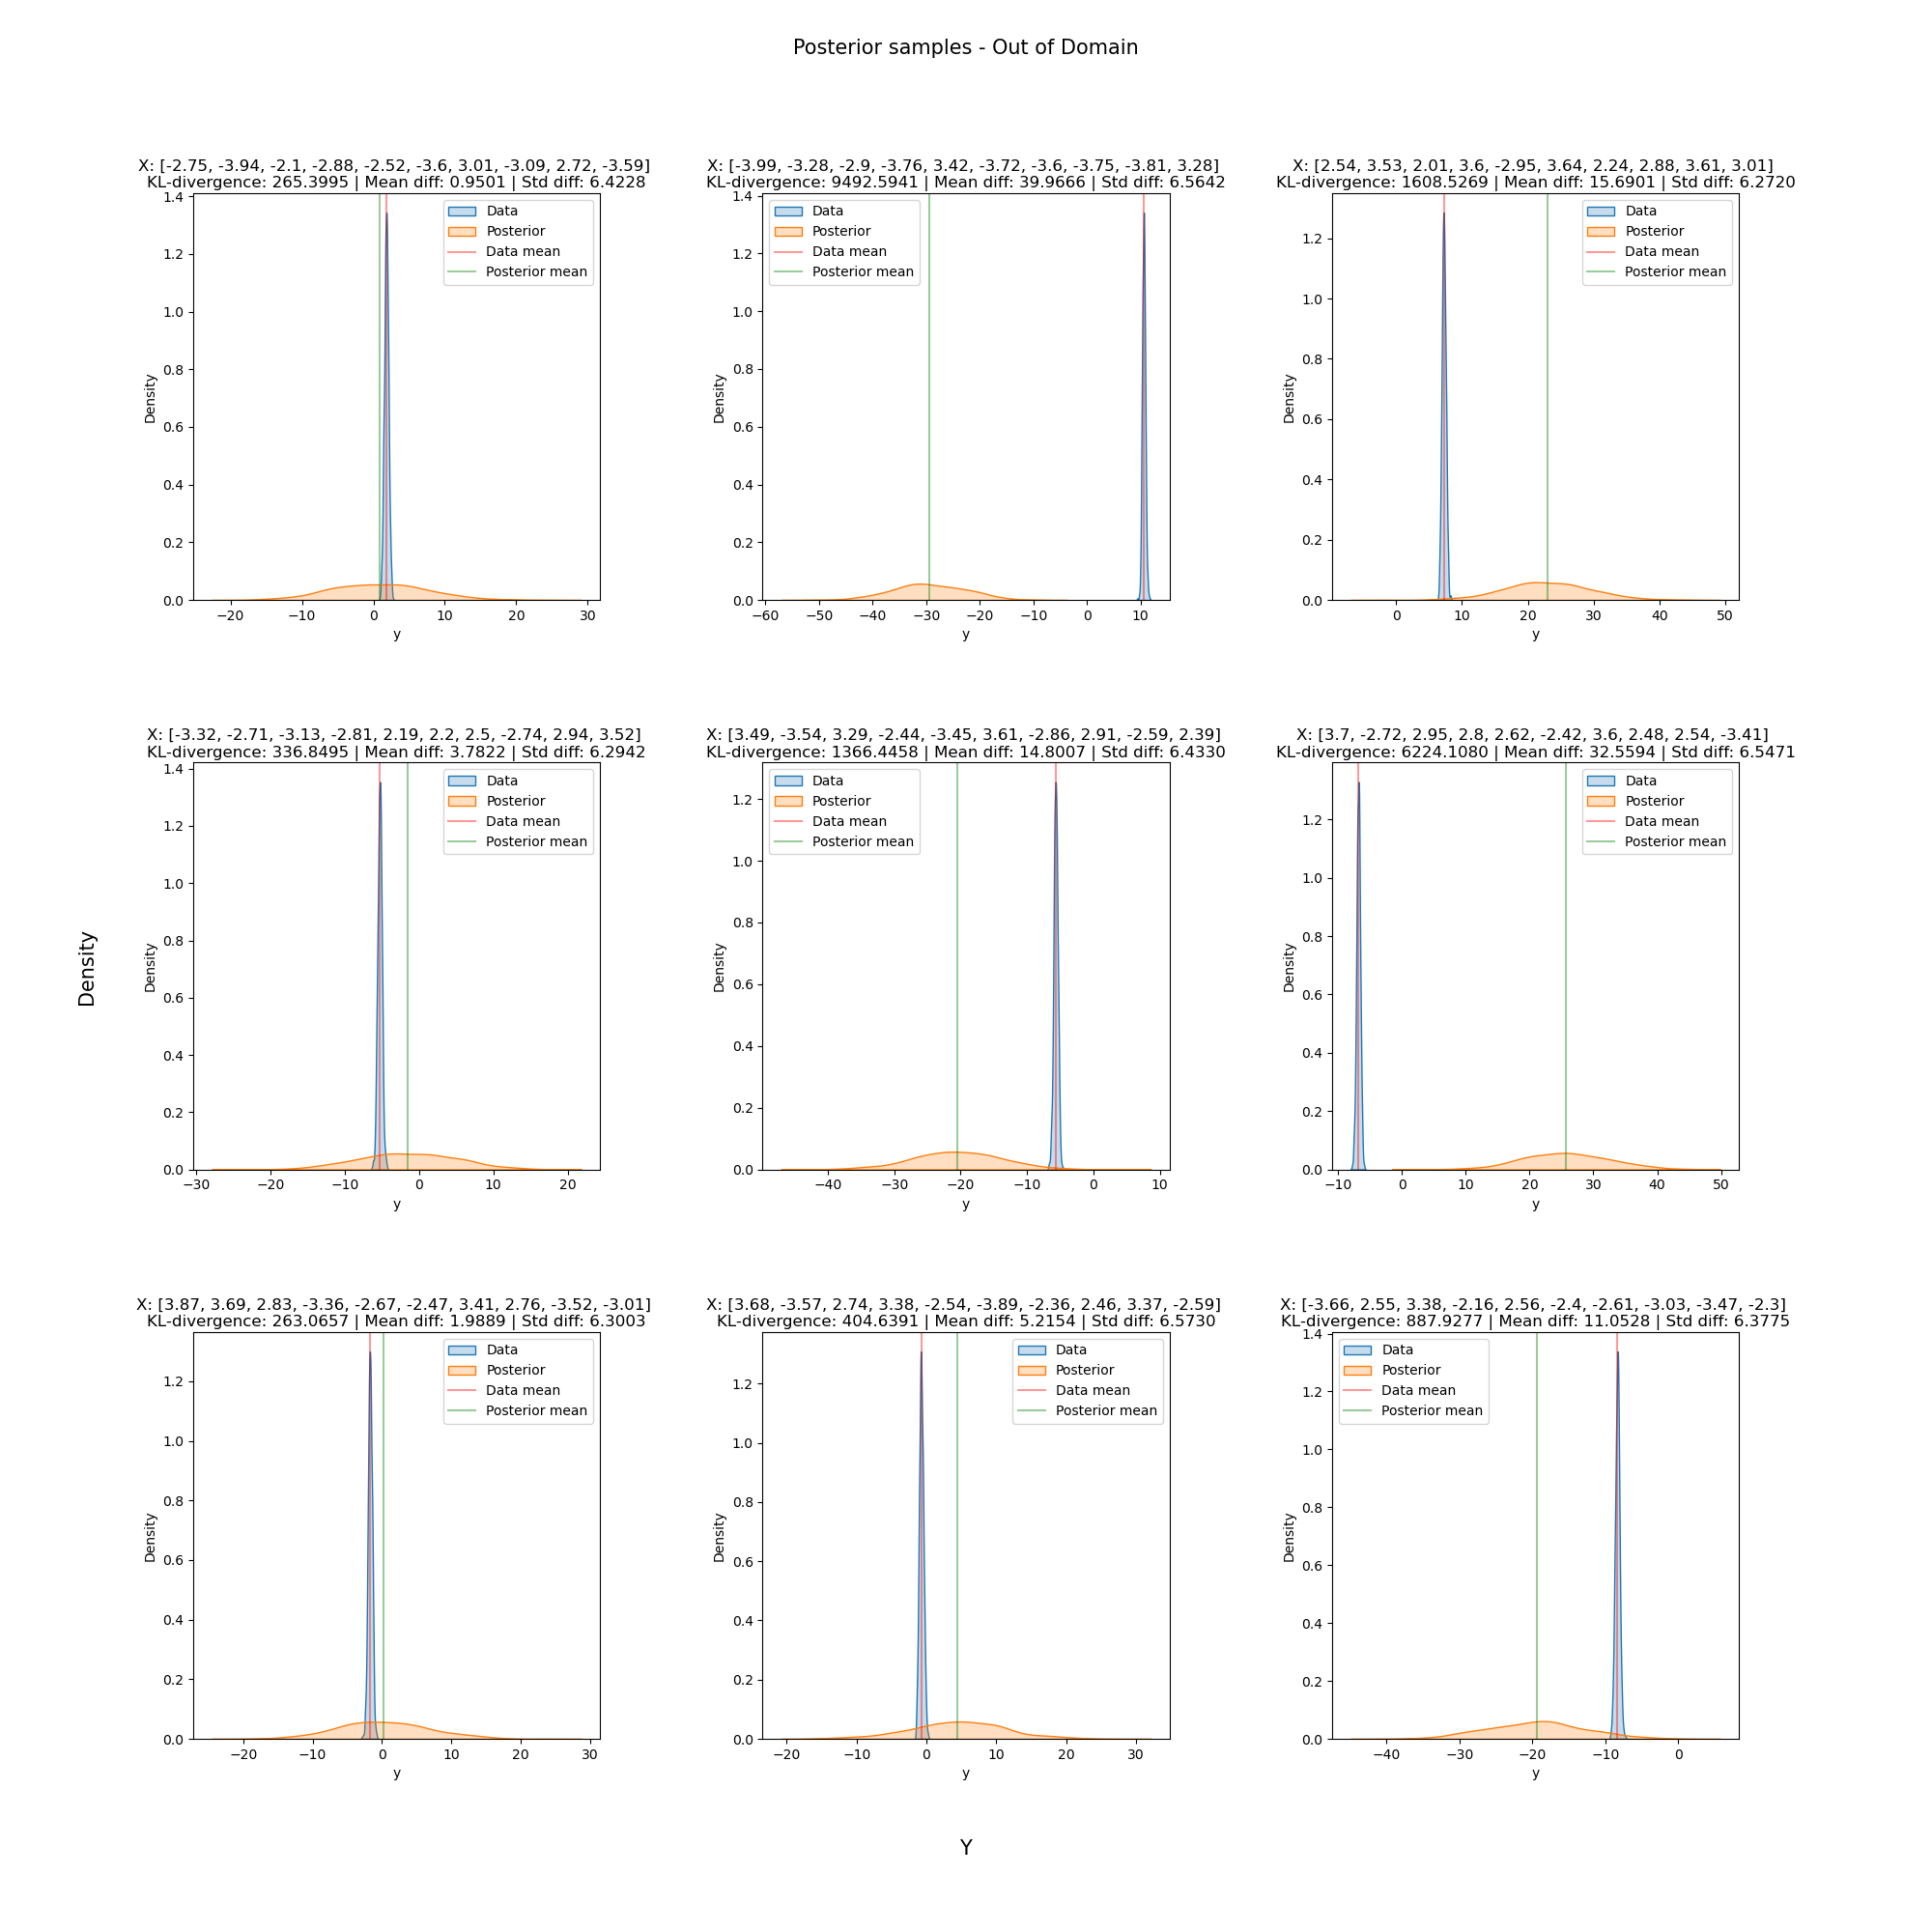 Posterior samples - Out of Domain
X: [-2.75, -3.94, -2.1, -2.88, -2.52, -3.6, 3.01, -3.09, 2.72, -3.59]
KL-divergence: 265.3995 | Mean diff: 0.9501 | Std diff: 6.4228
Data
Posterior
Data mean
Posterior mean
1.4
1.2
1.0
0.8
0.6
0.4
0.2
0.0
Density
−20
−10
0
10
20
30
y
X: [-3.99, -3.28, -2.9, -3.76, 3.42, -3.72, -3.6, -3.75, -3.81, 3.28]
KL-divergence: 9492.5941 | Mean diff: 39.9666 | Std diff: 6.5642
Data
Posterior
Data mean
Posterior mean
1.4
1.2
1.0
0.8
0.6
0.4
0.2
0.0
Density
−60
−50
−40
−30
−20
−10
0
10
y
X: [2.54, 3.53, 2.01, 3.6, -2.95, 3.64, 2.24, 2.88, 3.61, 3.01]
KL-divergence: 1608.5269 | Mean diff: 15.6901 | Std diff: 6.2720
Data
Posterior
Data mean
Posterior mean
1.2
1.0
0.8
0.6
0.4
0.2
0.0
Density
0
10
20
30
40
50
y
X: [-3.32, -2.71, -3.13, -2.81, 2.19, 2.2, 2.5, -2.74, 2.94, 3.52]
KL-divergence: 336.8495 | Mean diff: 3.7822 | Std diff: 6.2942
Data
Posterior
Data mean
Posterior mean
1.4
1.2
1.0
0.8
0.6
0.4
0.2
0.0
Density
−30
−20
−10
0
10
20
y
X: [3.49, -3.54, 3.29, -2.44, -3.45, 3.61, -2.86, 2.91, -2.59, 2.39]
KL-divergence: 1366.4458 | Mean diff: 14.8007 | Std diff: 6.4330
Data
Posterior
Data mean
Posterior mean
1.2
1.0
0.8
0.6
0.4
0.2
0.0
Density
−40
−30
−20
−10
0
10
y
X: [3.7, -2.72, 2.95, 2.8, 2.62, -2.42, 3.6, 2.48, 2.54, -3.41]
KL-divergence: 6224.1080 | Mean diff: 32.5594 | Std diff: 6.5471
Data
Posterior
Data mean
Posterior mean
1.2
1.0
0.8
0.6
0.4
0.2
0.0
Density
−10
0
10
20
30
40
50
y
Density
X: [3.87, 3.69, 2.83, -3.36, -2.67, -2.47, 3.41, 2.76, -3.52, -3.01]
KL-divergence: 263.0657 | Mean diff: 1.9889 | Std diff: 6.3003
Data
Posterior
Data mean
Posterior mean
1.2
1.0
0.8
0.6
0.4
0.2
0.0
Density
−20
−10
0
10
20
30
y
X: [3.68, -3.57, 2.74, 3.38, -2.54, -3.89, -2.36, 2.46, 3.37, -2.59]
KL-divergence: 404.6391 | Mean diff: 5.2154 | Std diff: 6.5730
Data
Posterior
Data mean
Posterior mean
1.2
1.0
0.8
0.6
0.4
0.2
0.0
Density
−20
−10
0
10
20
30
y
X: [-3.66, 2.55, 3.38, -2.16, 2.56, -2.4, -2.61, -3.03, -3.47, -2.3]
KL-divergence: 887.9277 | Mean diff: 11.0528 | Std diff: 6.3775
Data
Posterior
Data mean
Posterior mean
1.4
1.2
1.0
0.8
0.6
0.4
0.2
0.0
Density
−40
−30
−20
−10
0
y
Y